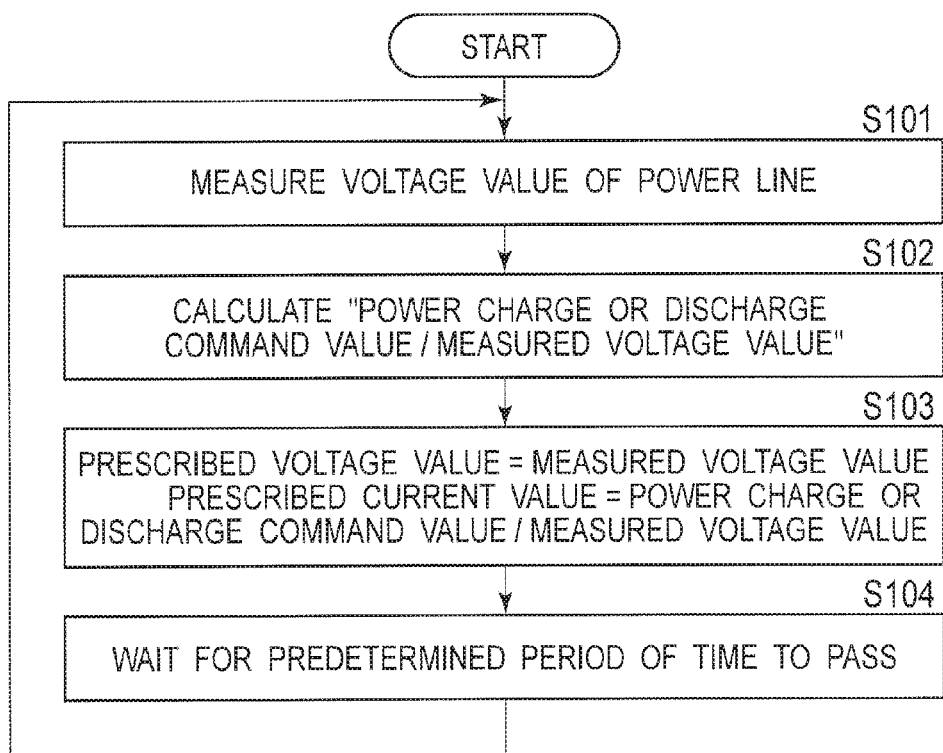 START
S101
MEASURE VOLTAGE VALUE OF POWER LINE
S102
CALCULATE "POWER CHARGE OR DISCHARGE
COMMAND VALUE / MEASURED VOLTAGE VALUE"
S103
PRESCRIBED VOLTAGE VALUE = MEASURED VOLTAGE VALUE
PRESCRIBED CURRENT VALUE = POWER CHARGE OR
DISCHARGE COMMAND VALUE / MEASURED VOLTAGE VALUE
S104
WAIT FOR PREDETERMINED PERIOD OF TIME TO PASS